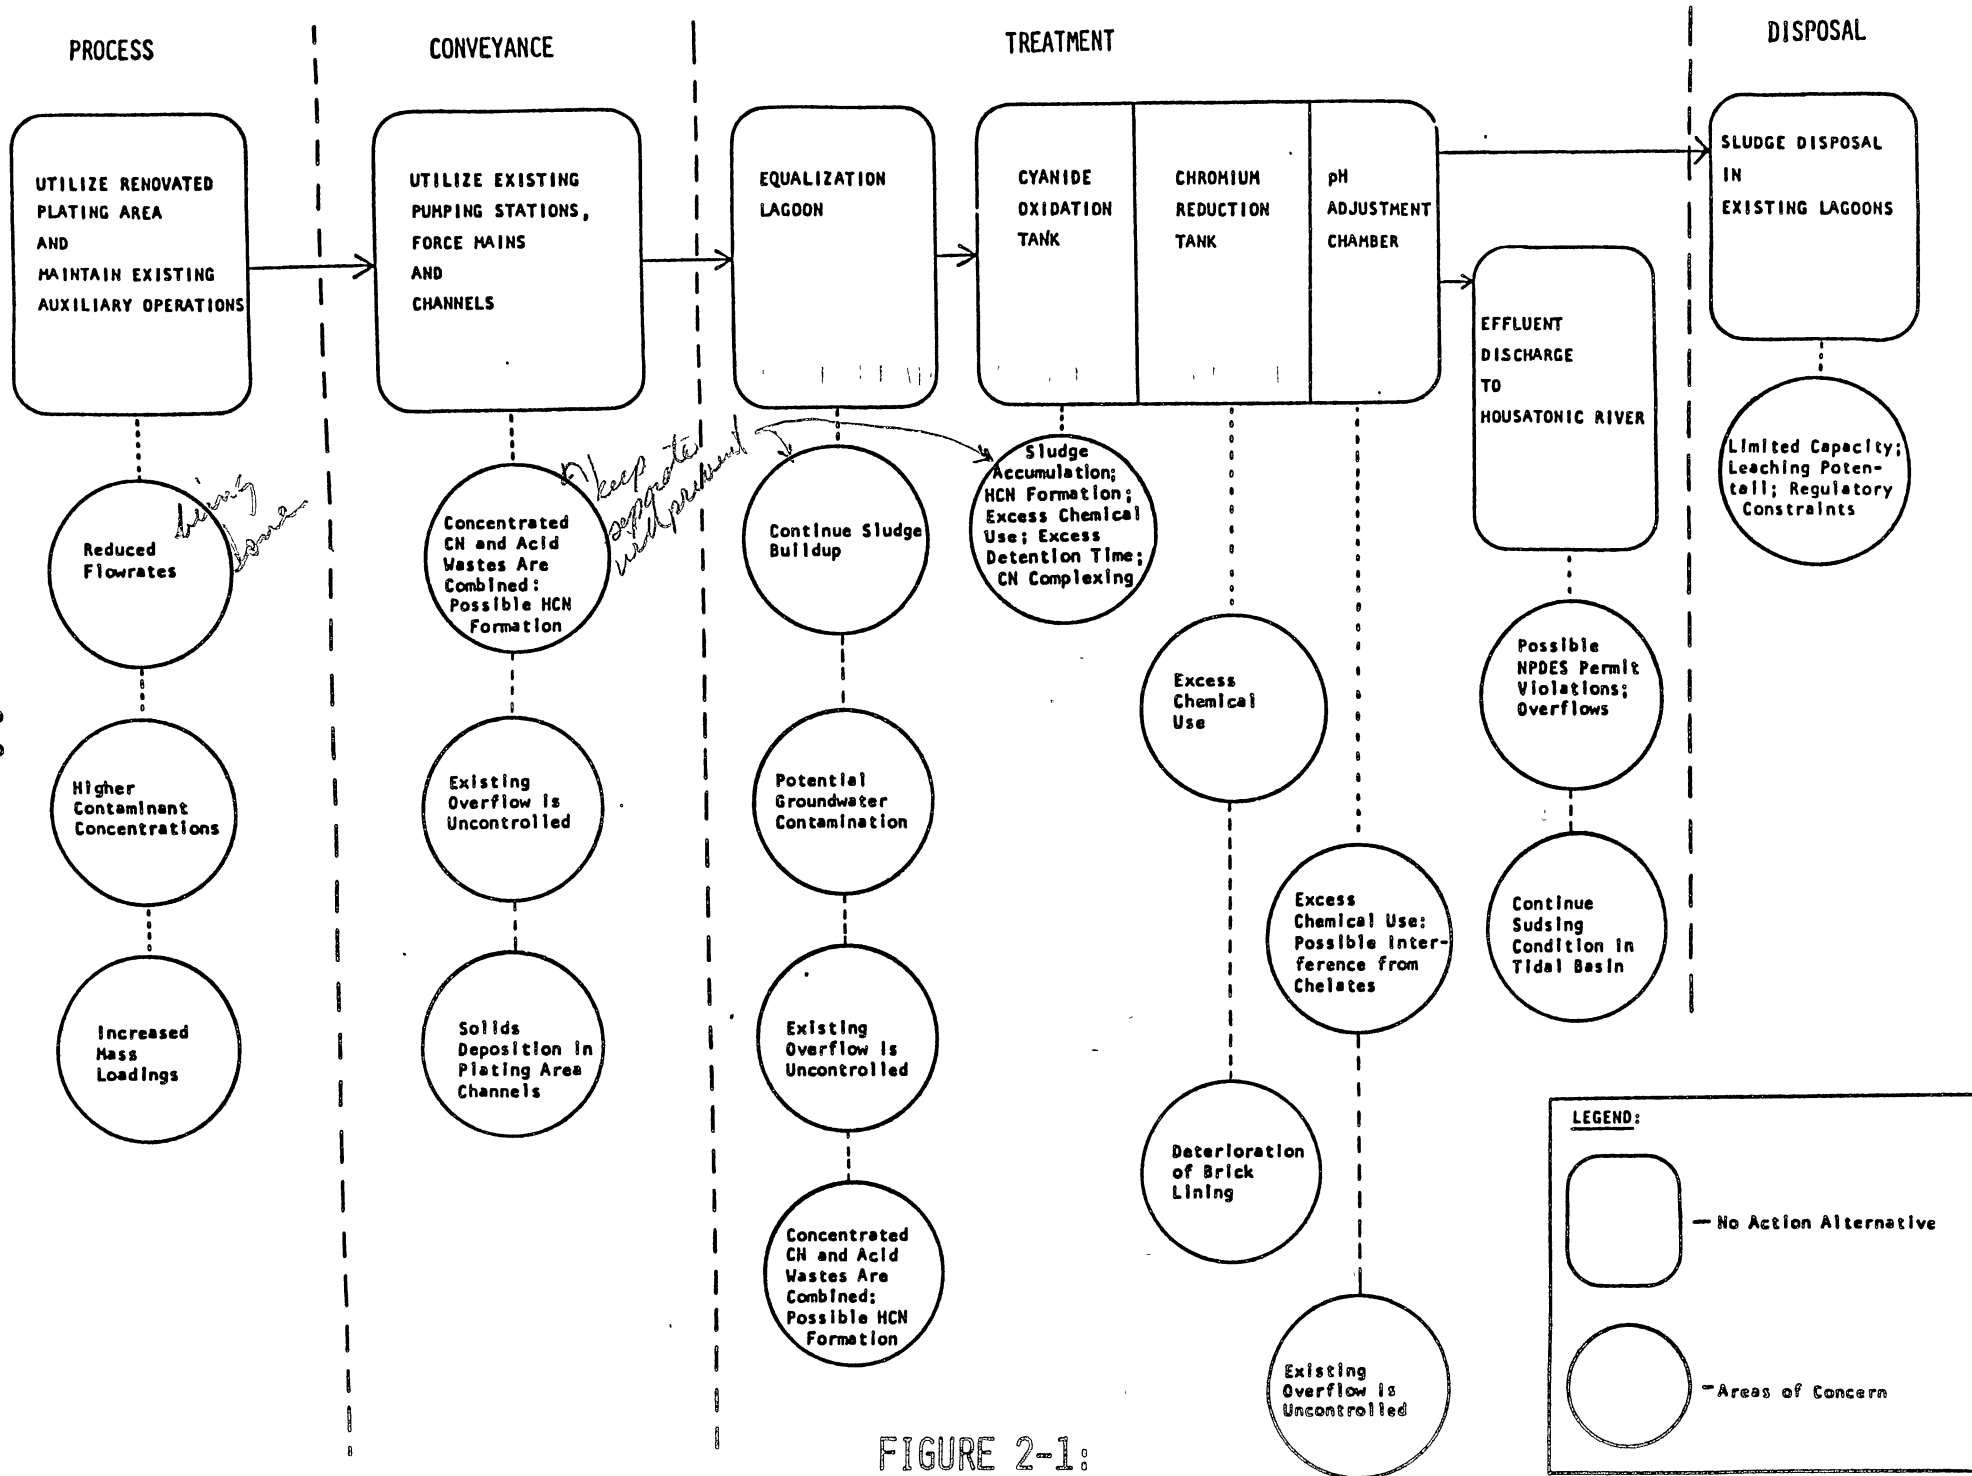 PROCESS
CONVEYANCE
TREATMENT
DISPOSAL
UTILIZE RENOVATED
PLATING AREA
AND
MAINTAIN EXISTING
AUXILIARY OPERATIONS
UTILIZE EXISTING
PUMPING STATIONS,
FORCE MAINS
AND
CHANNELS
EQUALIZATION
LAGOON
CYANIDE
OXIDATION
TANK
CHROMIUM
REDUCTION
TANK
pH
ADJUSTMENT
CHAMBER
EFFLUENT
DISCHARGE
TO
HOUSATONIC RIVER
SLUDGE DISPOSAL
IN
EXISTING LAGOONS
Reduced
Flowrates
being
done
Higher
Contaminant
Concentrations
Increased
Mass
Loadings
Concentrated
CN and Acid
Wastes Are
Combined:
Possible HCN
Formation
keep
separate
Existing
Overflow is
Uncontrolled
Solids
Deposition in
Plating Area
Channels
Continue Sludge
Buildup
Potential
Groundwater
Contamination
Existing
Overflow is
Uncontrolled
Concentrated
CN and Acid
Wastes Are
Combined;
Possible HCN
Formation
Sludge
Accumulation;
HCN Formation;
Excess Chemical
Use; Excess
Detention Time;
CN Complexing
Excess
Chemical
Use
Deterioration
of Brick
Lining
Excess
Chemical Use:
Possible Inter-
ference from
Chelates
Existing
Overflow is
Uncontrolled
Possible
NPDES Permit
Violations;
Overflows
Continue
Sudsing
Condition in
Tidal Basin
Limited Capacity;
Leaching Poten-
tail; Regulatory
Constraints
LEGEND:
— No Action Alternative
— Areas of Concern
FIGURE 2-1: